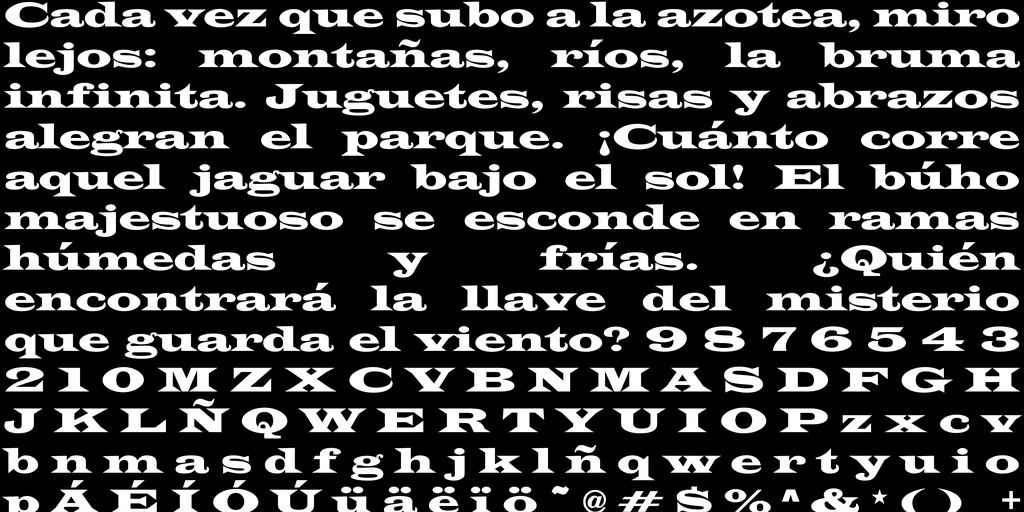 Cada vez que subo a la azotea, miro
lejos: montañas, ríos, la bruma
infinita. Juguetes, risas y abrazos
alegran el parque. ¡Cuánto corre
aquel jaguar bajo el sol! El búho
majestuoso se esconde en ramas
húmedas y frías. ¿Quién
encontrará la llave del misterio
que guarda el viento? 9 8 7 6 5 4 3
2 1 0 M Z X C V B N M A S D F G H
J K L Ñ Q W E R T Y U I O P z x c v
b n m a s d f g h j k l ñ q w e r t y u i o
p Á É Í Ó Ú ü ä ë ï ö ~ @ # $ % ^ & * ( ) +